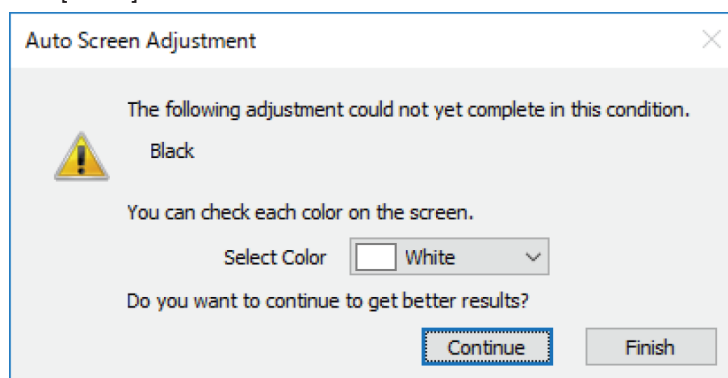 Auto Screen Adjustment
The following adjustment could not yet complete in this condition.
Black
You can check each color on the screen.
Select Color White
Do you want to continue to get better results?
Continue Finish